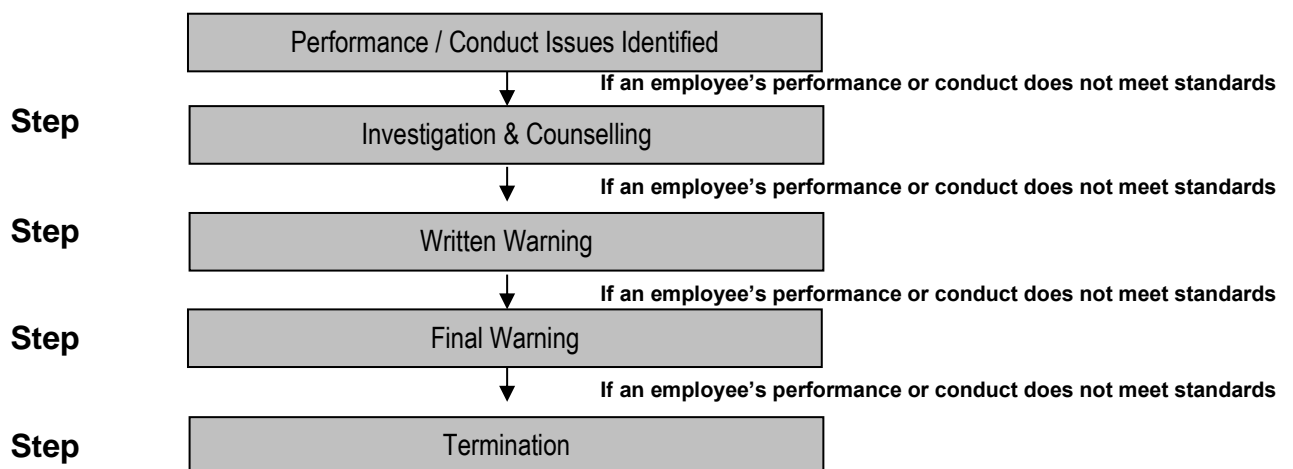 Performance / Conduct Issues Identified
If an employee’s performance or conduct does not meet standards
Step
Investigation & Counselling
If an employee’s performance or conduct does not meet standards
Step
Written Warning
If an employee’s performance or conduct does not meet standards
Step
Final Warning
If an employee’s performance or conduct does not meet standards
Step
Termination